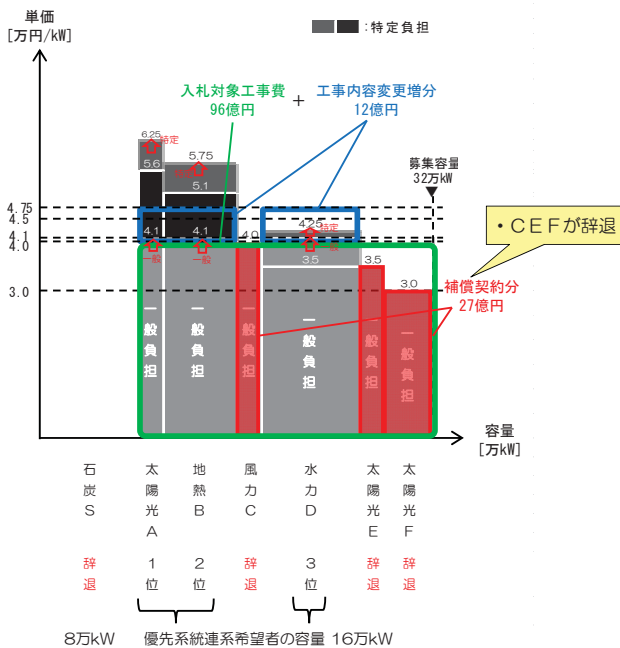 単価
[万円/kW]
:特定負担
入札対象工事費
96億円
+
工事内容変更増分
12億円
6.25
特定
5.6
5.75
5.1
募集容量
32万kW
4.75
4.5
4.1
4.0
3.0
4.1
一般
4.1
一般
4.0
4.25
特定
一般
3.5
3.5
3.0
・CEFが辞退
補償契約分
27億円
一般負担
一般負担
一般負担
一般負担
一般負担
一般負担
容量
[万kW]
石炭S
太陽光A
地熱B
風力C
水力D
太陽光E
太陽光F
辞退
1位
2位
辞退
3位
辞退
辞退
8万kW
優先系統連系希望者の容量 16万kW